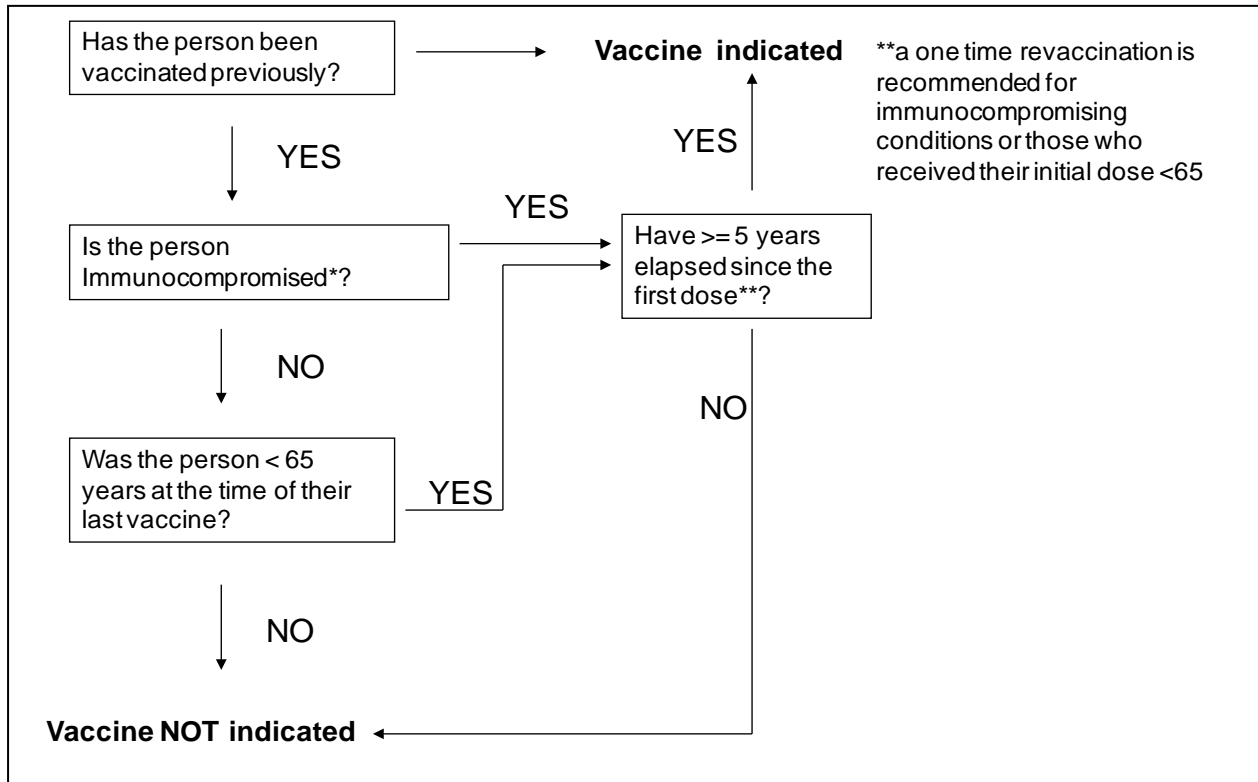 Has the person been
vaccinated previously?
Vaccine indicated
**a one time revaccination is
recommended for
immunocompromising
conditions or those who
received their initial dose <65
YES
YES
Is the person
Immunocompromised*?
YES
Have >= 5 years
elapsed since the
first dose**?
NO
NO
Was the person < 65
years at the time of their
last vaccine?
YES
NO
Vaccine NOT indicated